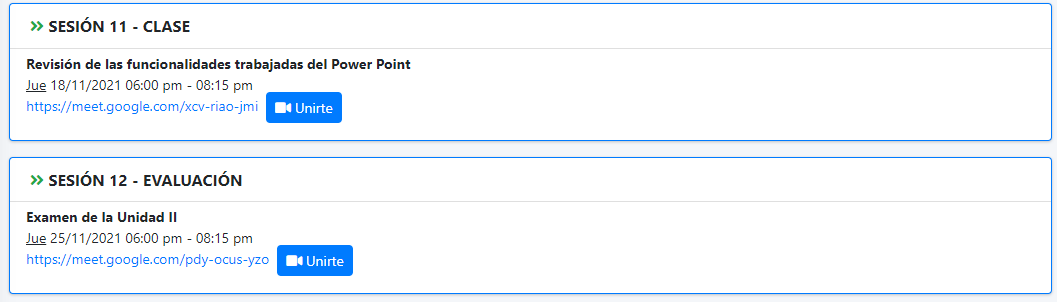 SESIÓN 11 - CLASE
Revisión de las funcionalidades trabajadas del Power Point
Jue 18/11/2021 06:00 pm - 08:15 pm
https://meet.google.com/xcv-riao-jmi Unirte
SESIÓN 12 - EVALUACIÓN
Examen de la Unidad II
Jue 25/11/2021 06:00 pm - 08:15 pm
https://meet.google.com/pdy-ocus-yzo Unirte